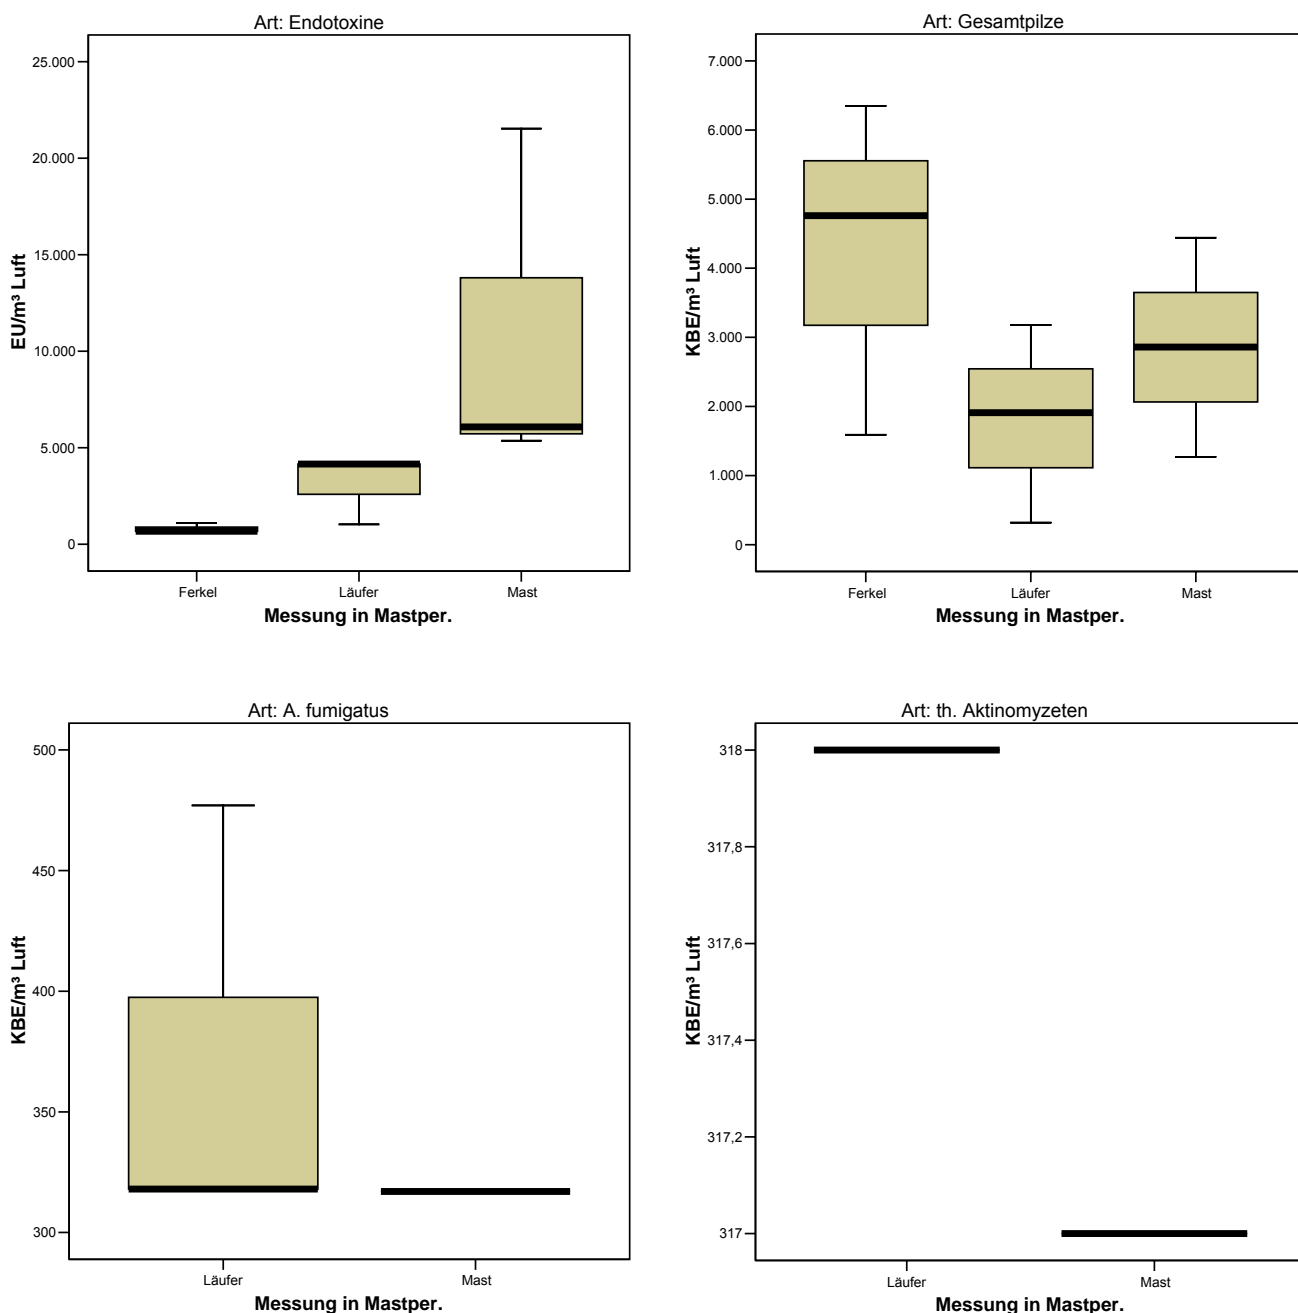 Art: Endotoxine
25.000
20.000
15.000
10.000
5.000
0
EU/m³ Luft
Ferkel Läufer Mast
Messung in Mastper.
Art: Gesamtpilze
7.000
6.000
5.000
4.000
3.000
2.000
1.000
0
KBE/m³ Luft
Ferkel Läufer Mast
Messung in Mastper.
Art: A. fumigatus
500
450
400
350
300
KBE/m³ Luft
Läufer Mast
Messung in Mastper.
Art: th. Aktinomyzeten
318
317,8
317,6
317,4
317,2
317
KBE/m³ Luft
Läufer Mast
Messung in Mastper.